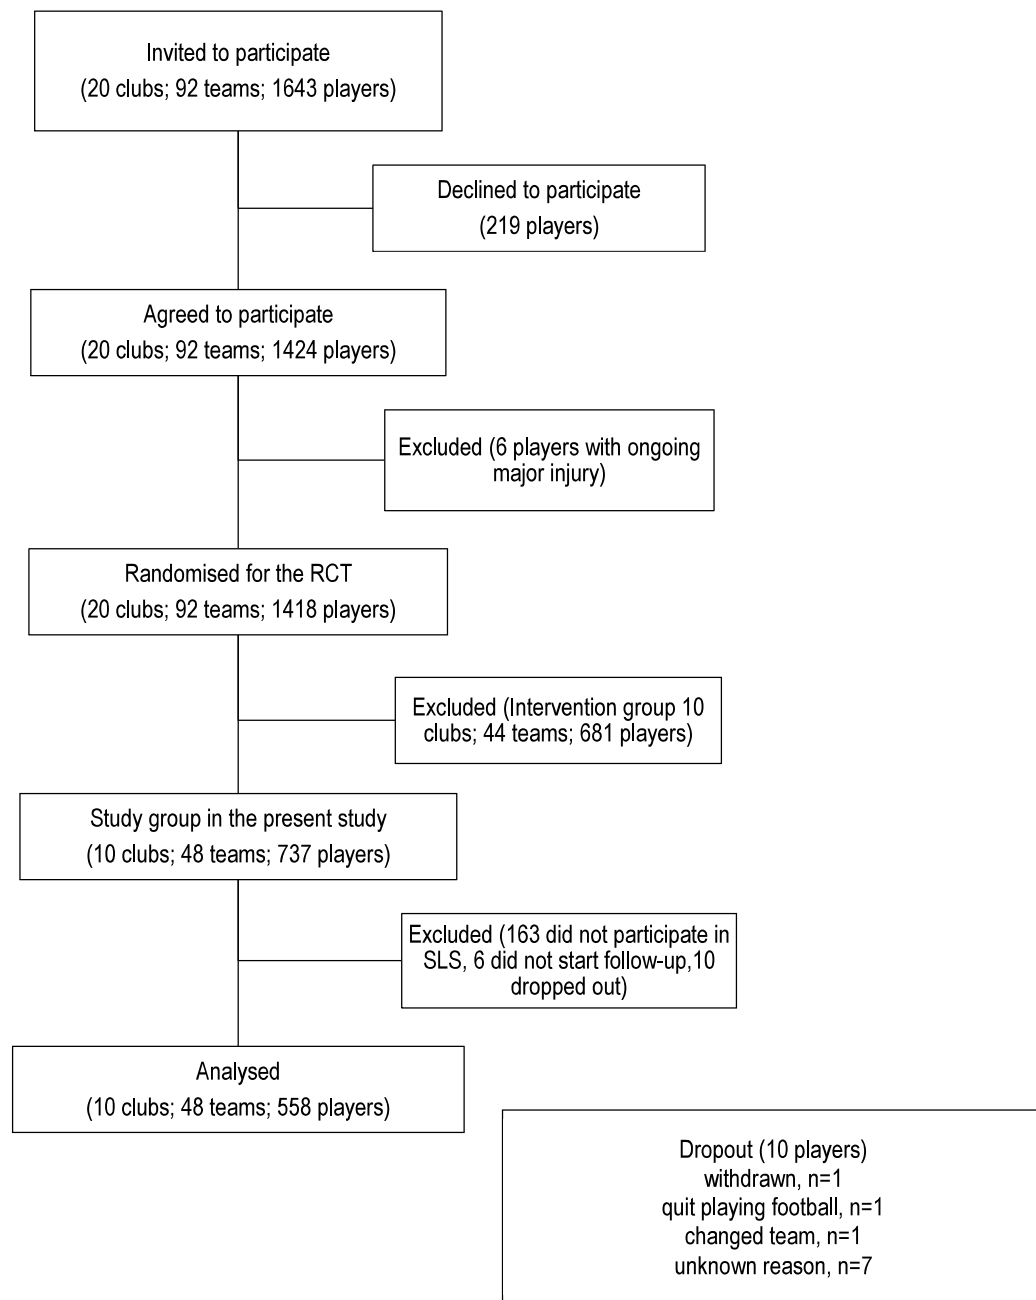 Invited to participate
(20 clubs; 92 teams; 1643 players)
Declined to participate
(219 players)
Agreed to participate
(20 clubs; 92 teams; 1424 players)
Excluded (6 players with ongoing
major injury)
Randomised for the RCT
(20 clubs; 92 teams; 1418 players)
Excluded (Intervention group 10
clubs; 44 teams; 681 players)
Study group in the present study
(10 clubs; 48 teams; 737 players)
Excluded (163 did not participate in
SLS, 6 did not start follow-up,10
dropped out)
Analysed
(10 clubs; 48 teams; 558 players)
Dropout (10 players)
withdrawn, n=1
quit playing football, n=1
changed team, n=1
unknown reason, n=7